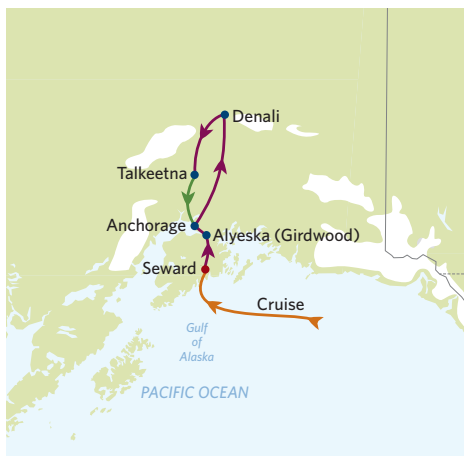 Denali
Talkeetna
Anchorage
Alyeska (Girdwood)
Seward
Cruise
Gulf
of
Alaska
PACIFIC OCEAN